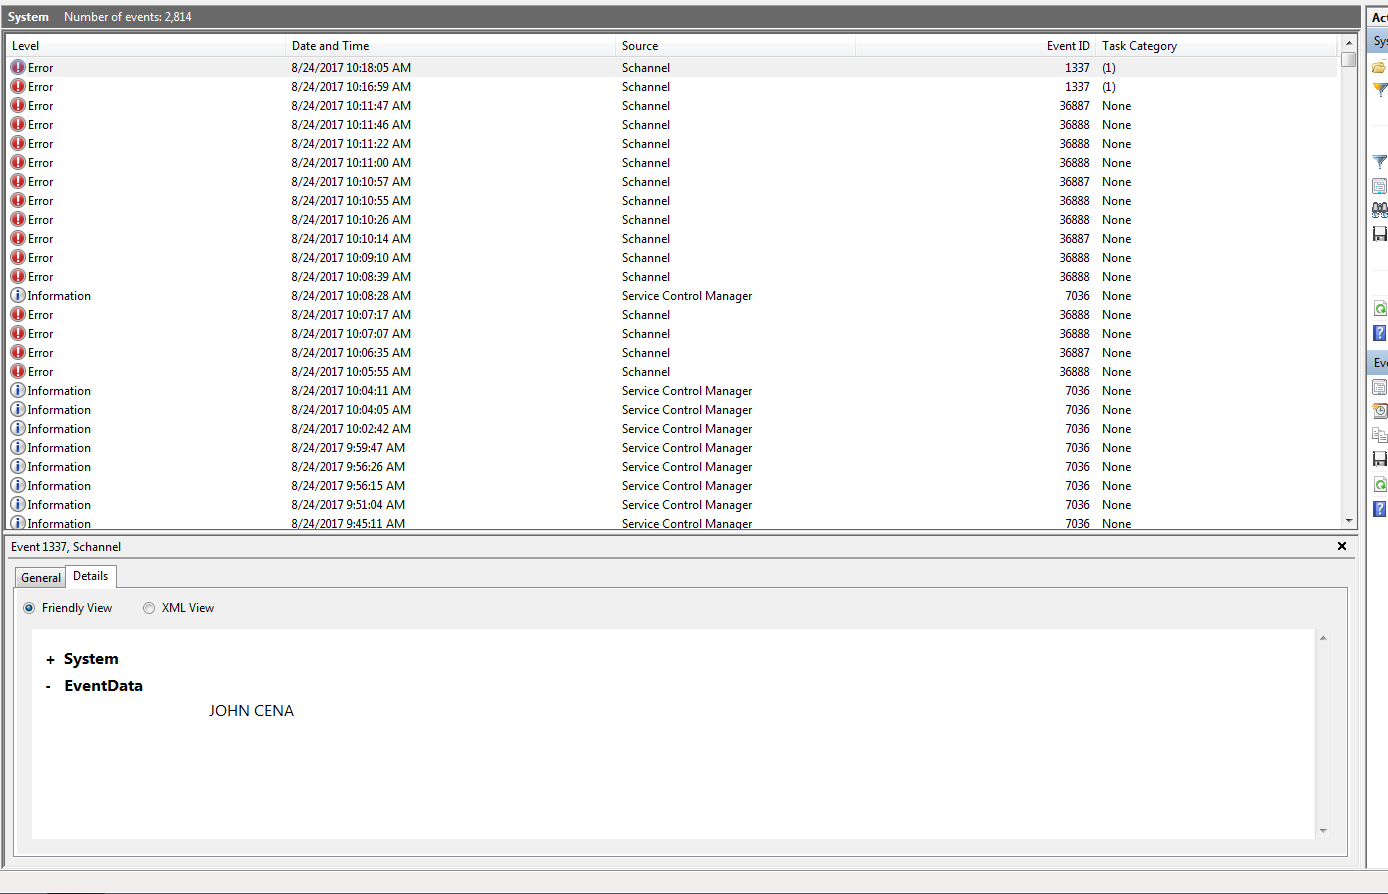 System Number of events: 2,814
Level Date and Time Source Event ID Task Category
Error 8/24/2017 10:18:05 AM Schannel 1337 (1)
Error 8/24/2017 10:16:59 AM Schannel 1337 (1)
Error 8/24/2017 10:11:47 AM Schannel 36887 None
Error 8/24/2017 10:11:46 AM Schannel 36888 None
Error 8/24/2017 10:11:22 AM Schannel 36888 None
Error 8/24/2017 10:11:00 AM Schannel 36888 None
Error 8/24/2017 10:10:57 AM Schannel 36887 None
Error 8/24/2017 10:10:55 AM Schannel 36888 None
Error 8/24/2017 10:10:26 AM Schannel 36888 None
Error 8/24/2017 10:10:14 AM Schannel 36887 None
Error 8/24/2017 10:09:10 AM Schannel 36888 None
Error 8/24/2017 10:08:39 AM Schannel 36888 None
Information 8/24/2017 10:08:28 AM Service Control Manager 7036 None
Error 8/24/2017 10:07:17 AM Schannel 36888 None
Error 8/24/2017 10:07:07 AM Schannel 36888 None
Error 8/24/2017 10:06:35 AM Schannel 36887 None
Error 8/24/2017 10:05:55 AM Schannel 36888 None
Information 8/24/2017 10:04:11 AM Service Control Manager 7036 None
Information 8/24/2017 10:04:05 AM Service Control Manager 7036 None
Information 8/24/2017 10:02:42 AM Service Control Manager 7036 None
Information 8/24/2017 9:59:47 AM Service Control Manager 7036 None
Information 8/24/2017 9:56:26 AM Service Control Manager 7036 None
Information 8/24/2017 9:56:15 AM Service Control Manager 7036 None
Information 8/24/2017 9:51:04 AM Service Control Manager 7036 None
Information 8/24/2017 9:45:11 AM Service Control Manager 7036 None
Event 1337, Schannel
General Details
Friendly View XML View
+ System
- EventData
JOHN CENA
Act
Sys
Eve